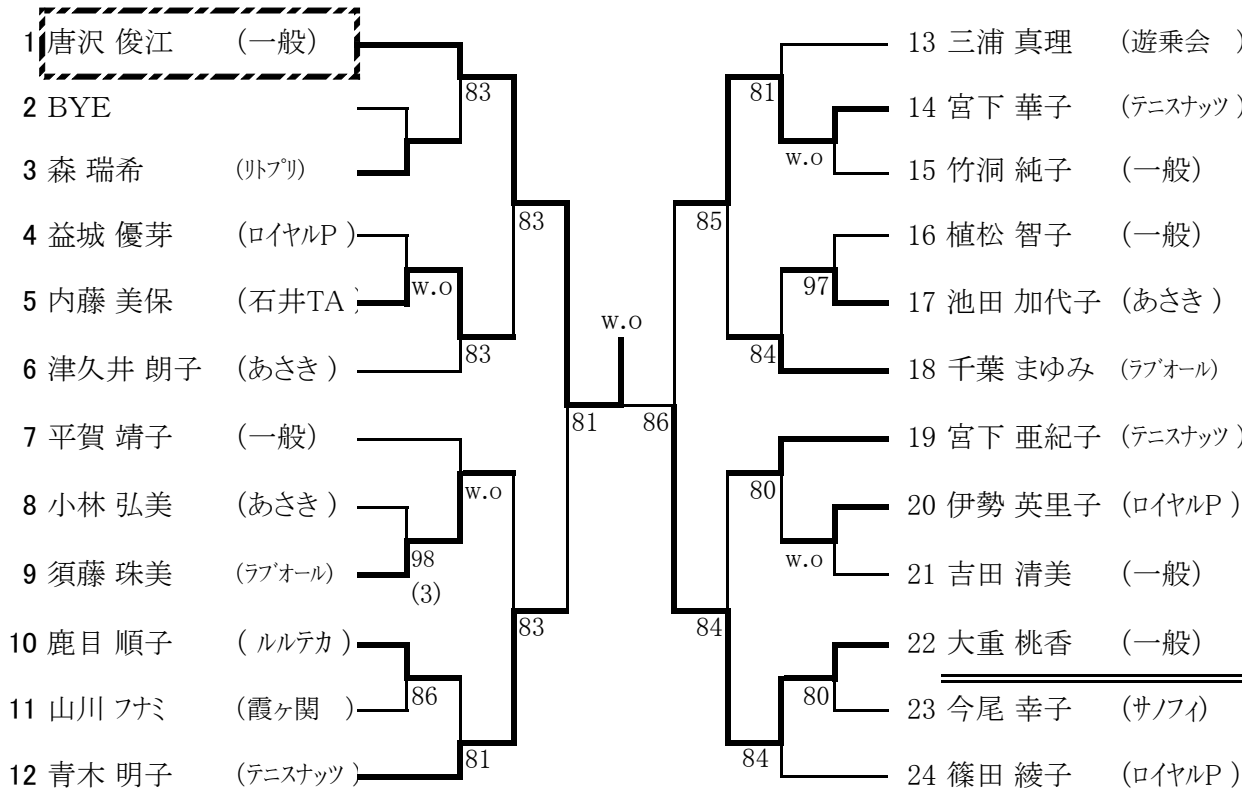 1 唐沢 俊江 (一般)
2 BYE
3 森 瑞希 (リトプリ)
4 益城 優芽 (ロイヤルP )
5 内藤 美保 (石井TA )
6 津久井 朗子 (あさき )
7 平賀 靖子 (一般)
8 小林 弘美 (あさき )
9 須藤 珠美 (ラブオール)
10 鹿目 順子 ( ルルテカ )
11 山川 フナミ (霞ヶ関 )
12 青木 明子 (テニスナッツ )
83
w.o
83
w.o
98
(3)
86
81
83
83
81
w.o
86
85
84
81
w.o
97
84
80
w.o
80
84
13 三浦 真理 (遊乗会 )
14 宮下 華子 (テニスナッツ )
15 竹洞 純子 (一般)
16 植松 智子 (一般)
17 池田 加代子 (あさき )
18 千葉 まゆみ (ラブオール)
19 宮下 亜紀子 (テニスナッツ )
20 伊勢 英里子 (ロイヤルP )
21 吉田 清美 (一般)
22 大重 桃香 (一般)
23 今尾 幸子 (サノフィ)
24 篠田 綾子 (ロイヤルP )